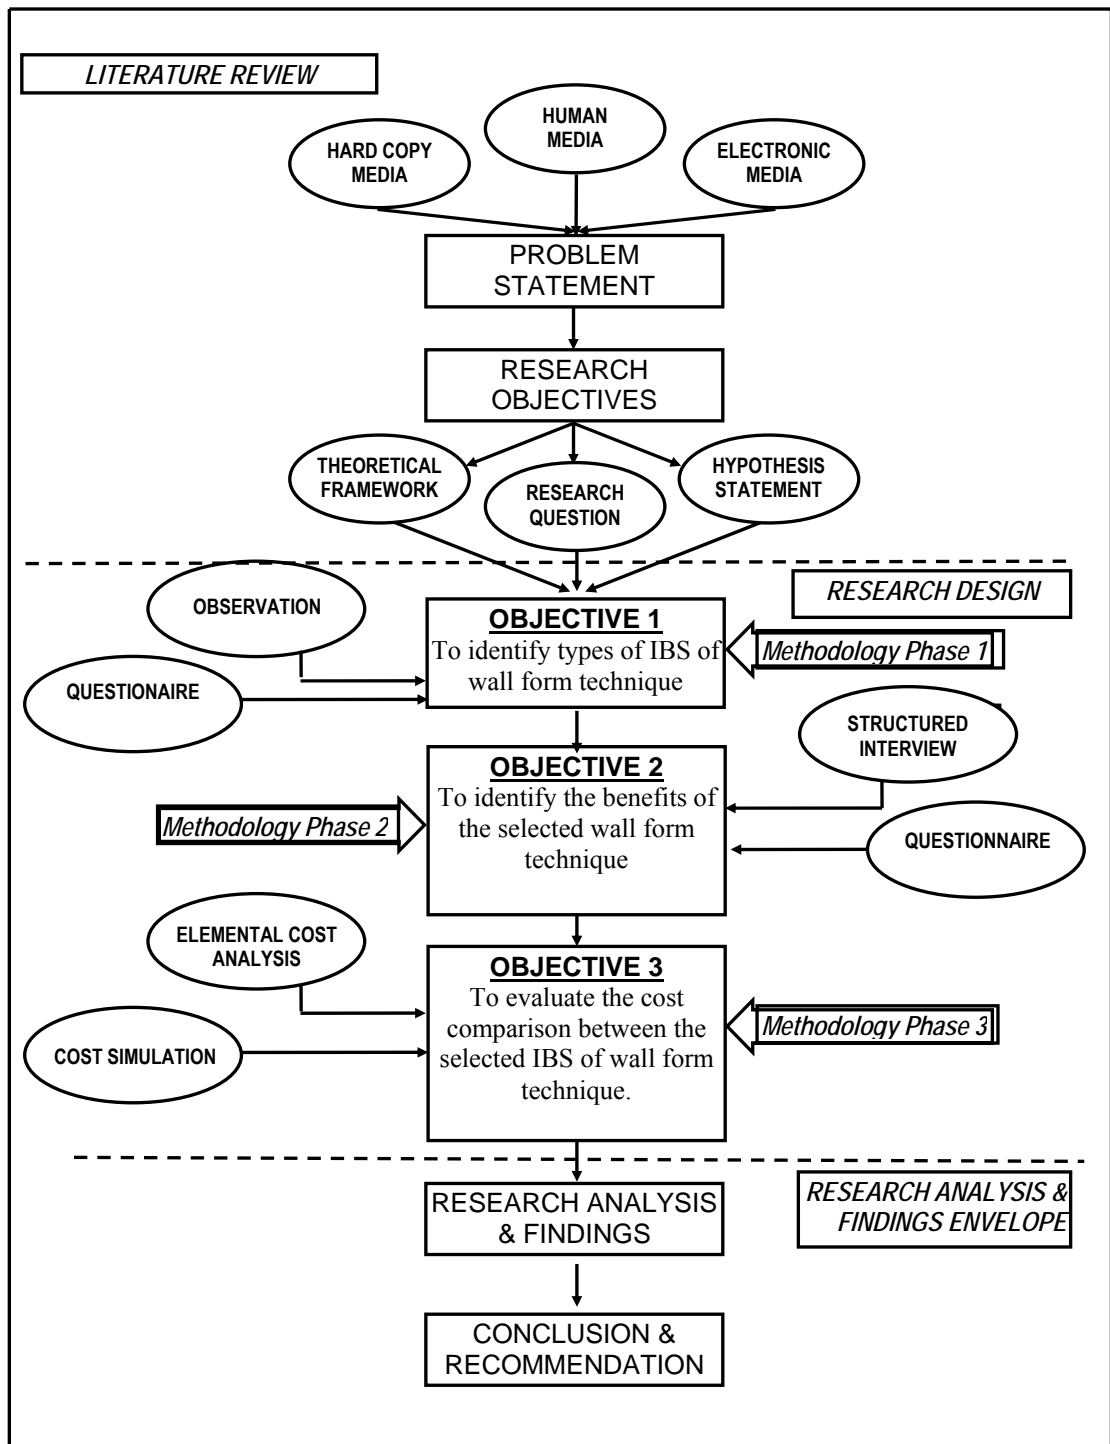 LITERATURE REVIEW
HUMAN
MEDIA
HARD COPY
MEDIA
ELECTRONIC
MEDIA
PROBLEM
STATEMENT
RESEARCH
OBJECTIVES
THEORETICAL
FRAMEWORK
RESEARCH
QUESTION
HYPOTHESIS
STATEMENT
RESEARCH DESIGN
OBSERVATION
QUESTIONAIRE
OBJECTIVE 1
To identify types of IBS of
wall form technique
Methodology Phase 1
STRUCTURED
INTERVIEW
OBJECTIVE 2
To identify the benefits of
the selected wall form
technique
Methodology Phase 2
QUESTIONNAIRE
ELEMENTAL COST
ANALYSIS
COST SIMULATION
OBJECTIVE 3
To evaluate the cost
comparison between the
selected IBS of wall form
technique.
Methodology Phase 3
RESEARCH ANALYSIS
& FINDINGS
RESEARCH ANALYSIS &
FINDINGS ENVELOPE
CONCLUSION &
RECOMMENDATION